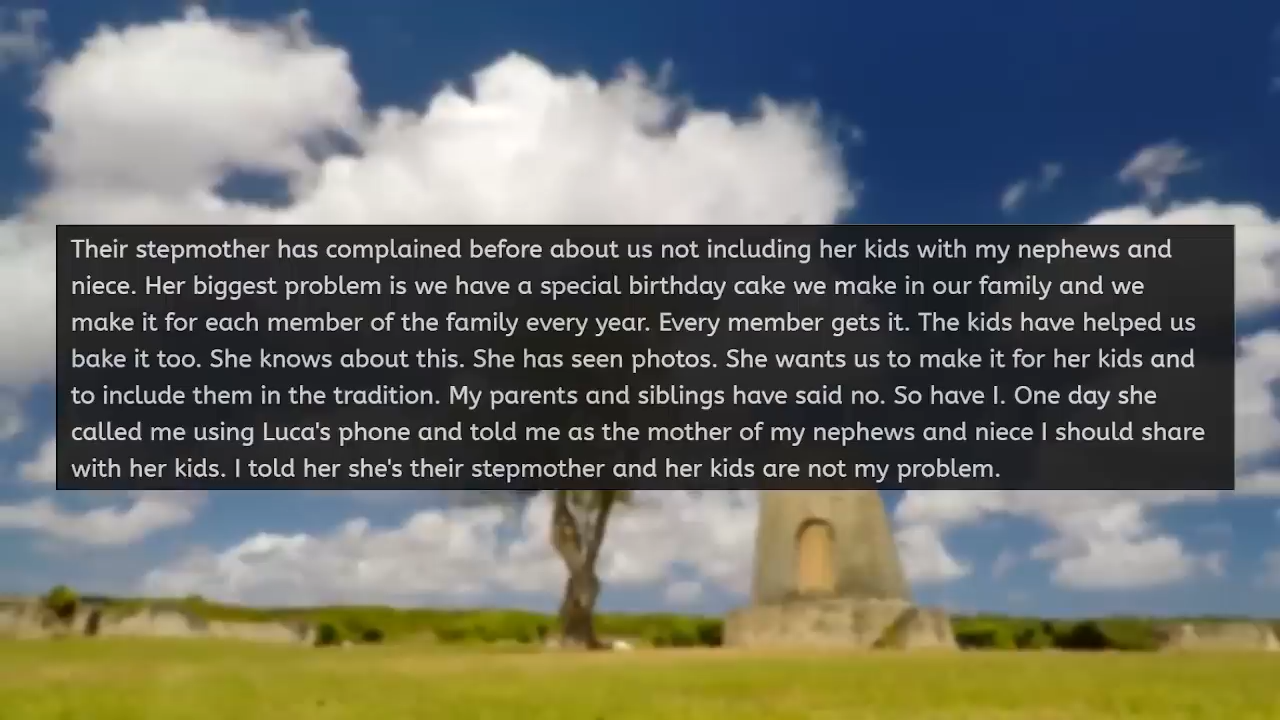 Their stepmother has complained before about us not including her kids with my nephews and
niece. Her biggest problem is we have a special birthday cake we make in our family and we
make it for each member of the family every year. Every member gets it. The kids have helped us
bake it too. She knows about this. She has seen photos. She wants us to make it for her kids and
to include them in the tradition. My parents and siblings have said no. So have I. One day she
called me using Luca's phone and told me as the mother of my nephews and niece I should share
with her kids. I told her she's their stepmother and her kids are not my problem.